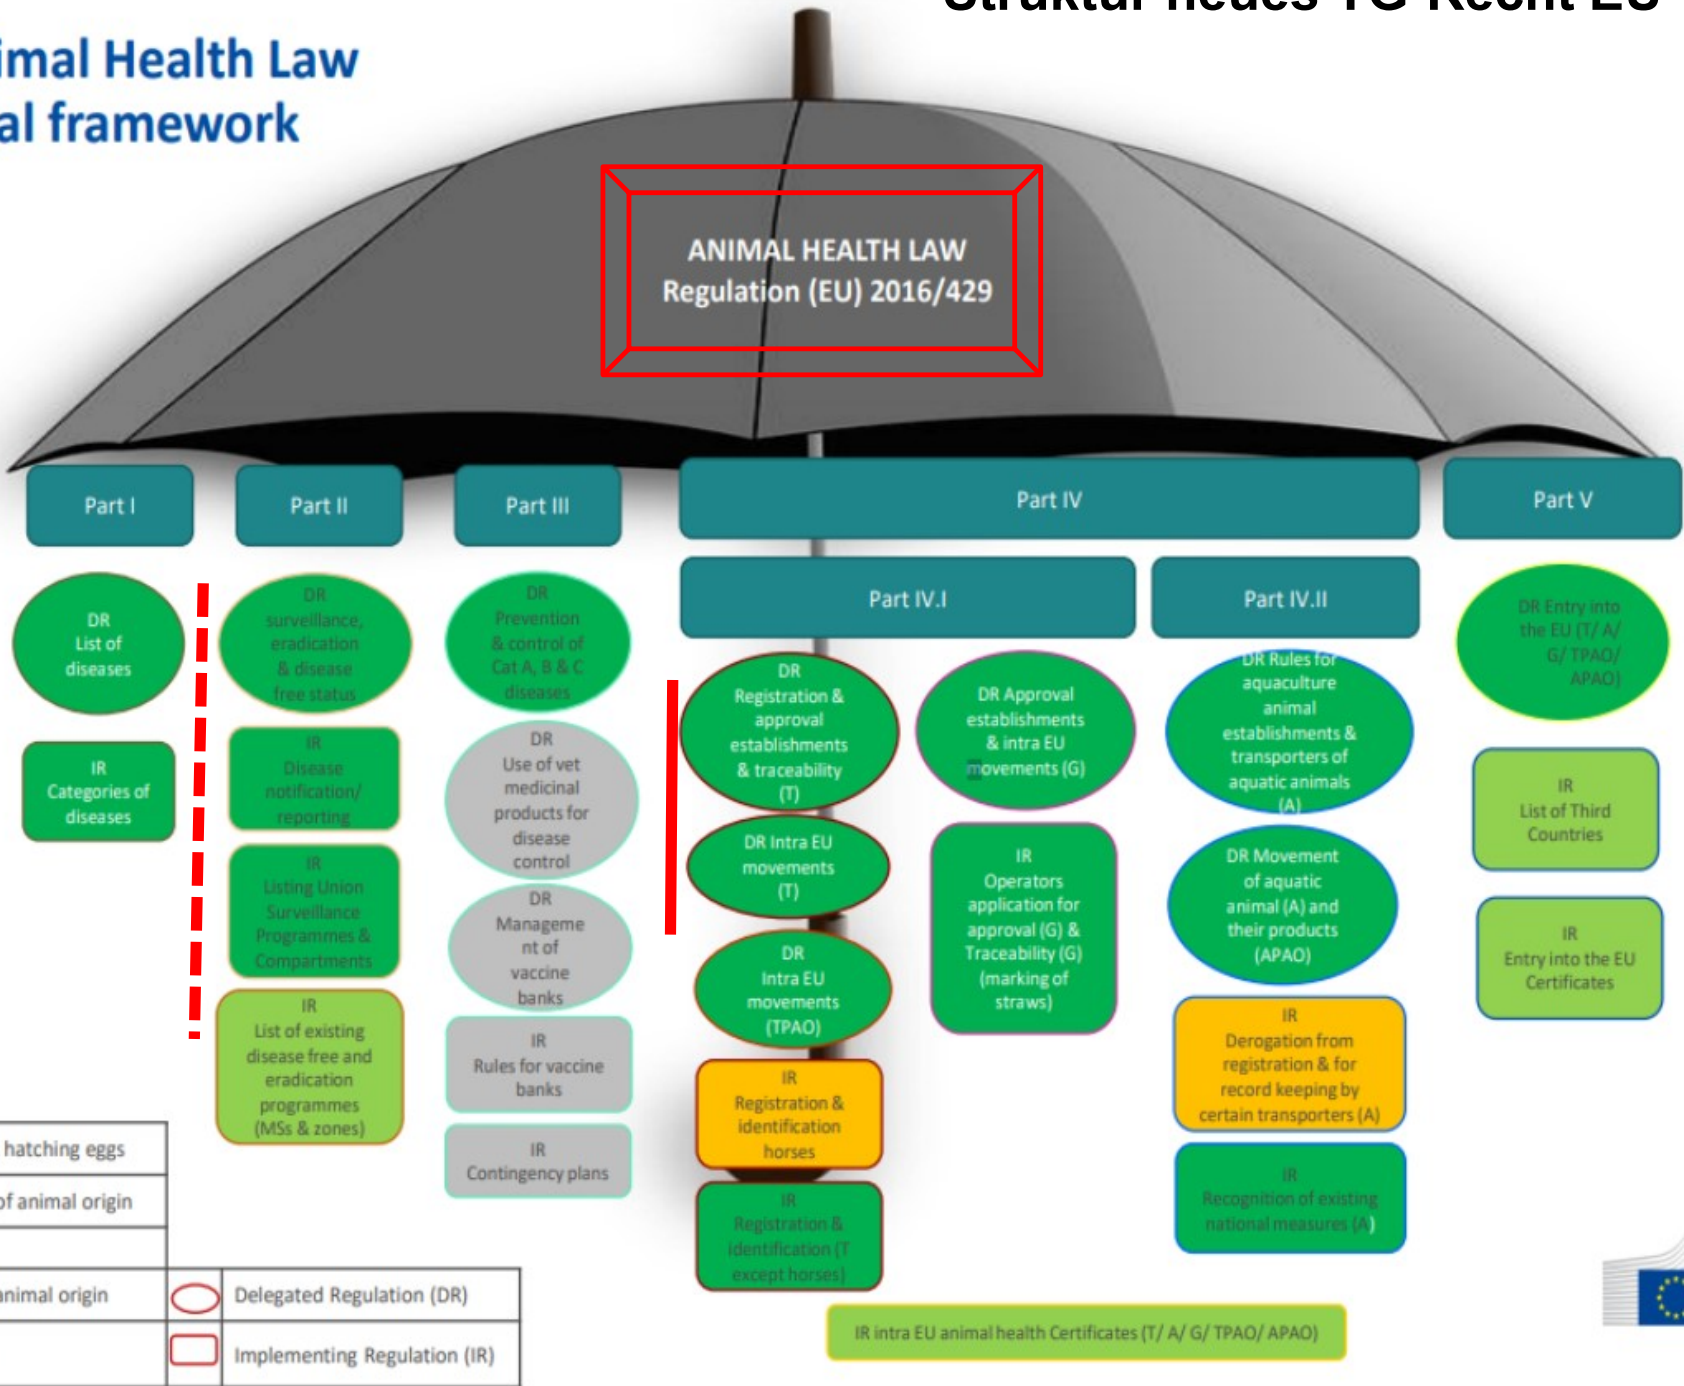 Struktur neues TG-Recht EU
imal Health Law
al framework
ANIMAL HEALTH LAW
Regulation (EU) 2016/429
Part I
Part II
Part III
Part IV
Part V
Part IV.I
Part IV.II
DR
List of
diseases
IR
Categories of
diseases
DR
surveillance,
eradication
& disease
free status
IR
Disease
notification/
reporting
IR
Listing Union
Surveillance
Programmes &
Compartments
IR
List of existing
disease free and
eradication
programmes
(MSs & zones)
DR
Prevention
& control of
Cat A, B & C
diseases
DR
Use of vet
medicinal
products for
disease
control
DR
Manageme
nt of
vaccine
banks
IR
Rules for vaccine
banks
IR
Contingency plans
DR
Registration &
approval
establishments
& traceability
(T)
DR Intra EU
movements
(T)
DR
Intra EU
movements
(TPAO)
IR
Registration &
identification
horses
IR
Registration &
identification (T
except horses)
DR Approval
establishments
& intra EU
movements (G)
IR
Operators
application for
approval (G) &
Traceability (G)
(marking of
straws)
DR Rules for
aquaculture
animal
establishments &
transporters of
aquatic animals
(A)
DR Movement
of aquatic
animal (A) and
their products
(APAO)
IR
Derogation from
registration & for
record keeping by
certain transporters (A)
IR
Recognition of existing
national measures (A)
DR Entry into
the EU (T/ A/
G/ TPAO/
APAO)
IR
List of Third
Countries
IR
Entry into the EU
Certificates
IR intra EU animal health Certificates (T/ A/ G/ TPAO/ APAO)
hatching eggs
of animal origin
animal origin
Delegated Regulation (DR)
Implementing Regulation (IR)